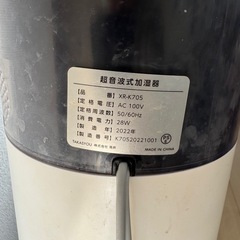 超音波式加湿器
品番 XR-K705
定格電圧 AC 100V
定格周波数 50/60Hz
消費電力 28W
製造年 2022年
製造番号 K70520221001
MADE IN CHINA